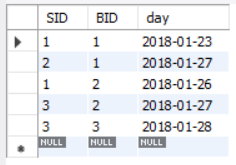 SID BID day
1 1 2018-01-23
2 1 2018-01-27
1 2 2018-01-26
3 2 2018-01-27
3 3 2018-01-28
NULL NULL NULL